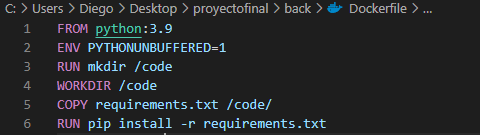 C: > Users > Diego > Desktop > proyectofinal > back > Dockerfile > ...
1 FROM python:3.9
2 ENV PYTHONUNBUFFERED=1
3 RUN mkdir /code
4 WORKDIR /code
5 COPY requirements.txt /code/
6 RUN pip install -r requirements.txt